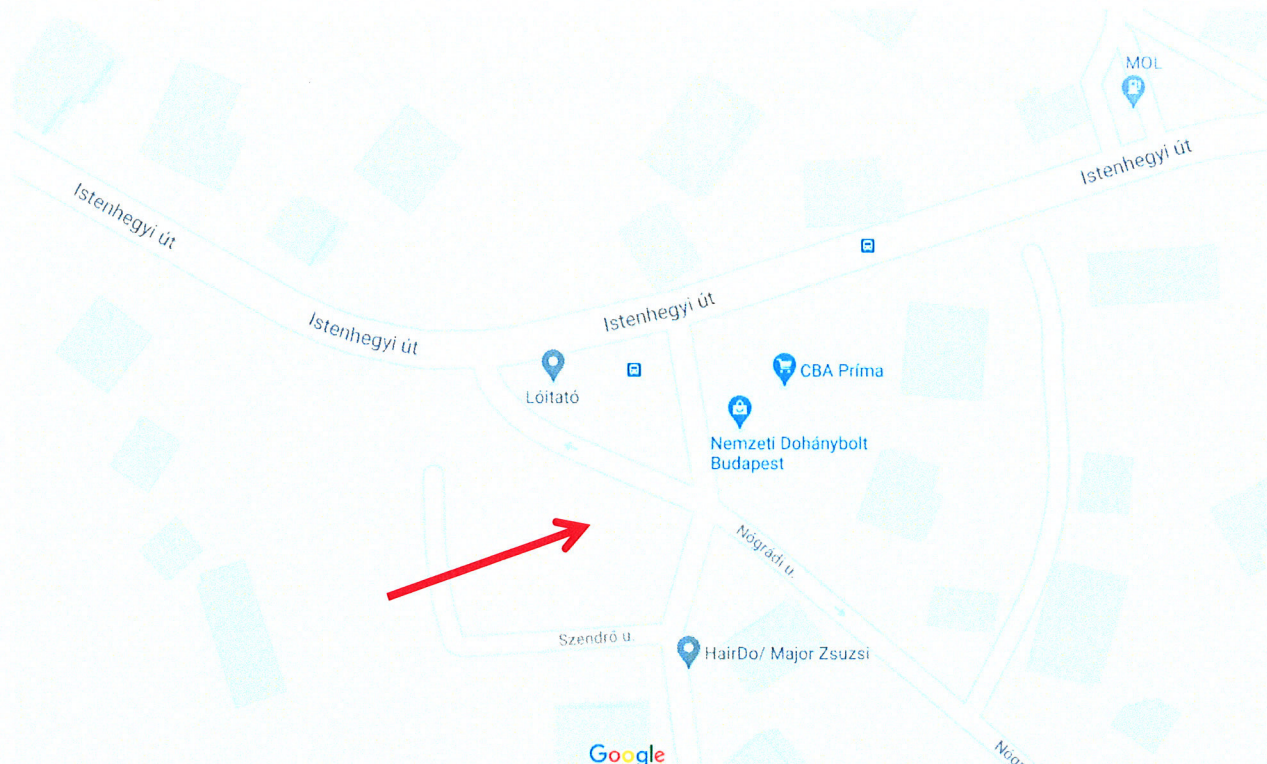 MOL
Istenhegyi út
Istenhegyi út
Istenhegyi út
Istenhegyi út
CBA Príma
Lóitató
Nemzeti Dohánybolt
Budapest
Nógrádi u.
Szendrő u.
HairDo/ Major Zsuzsi
Google